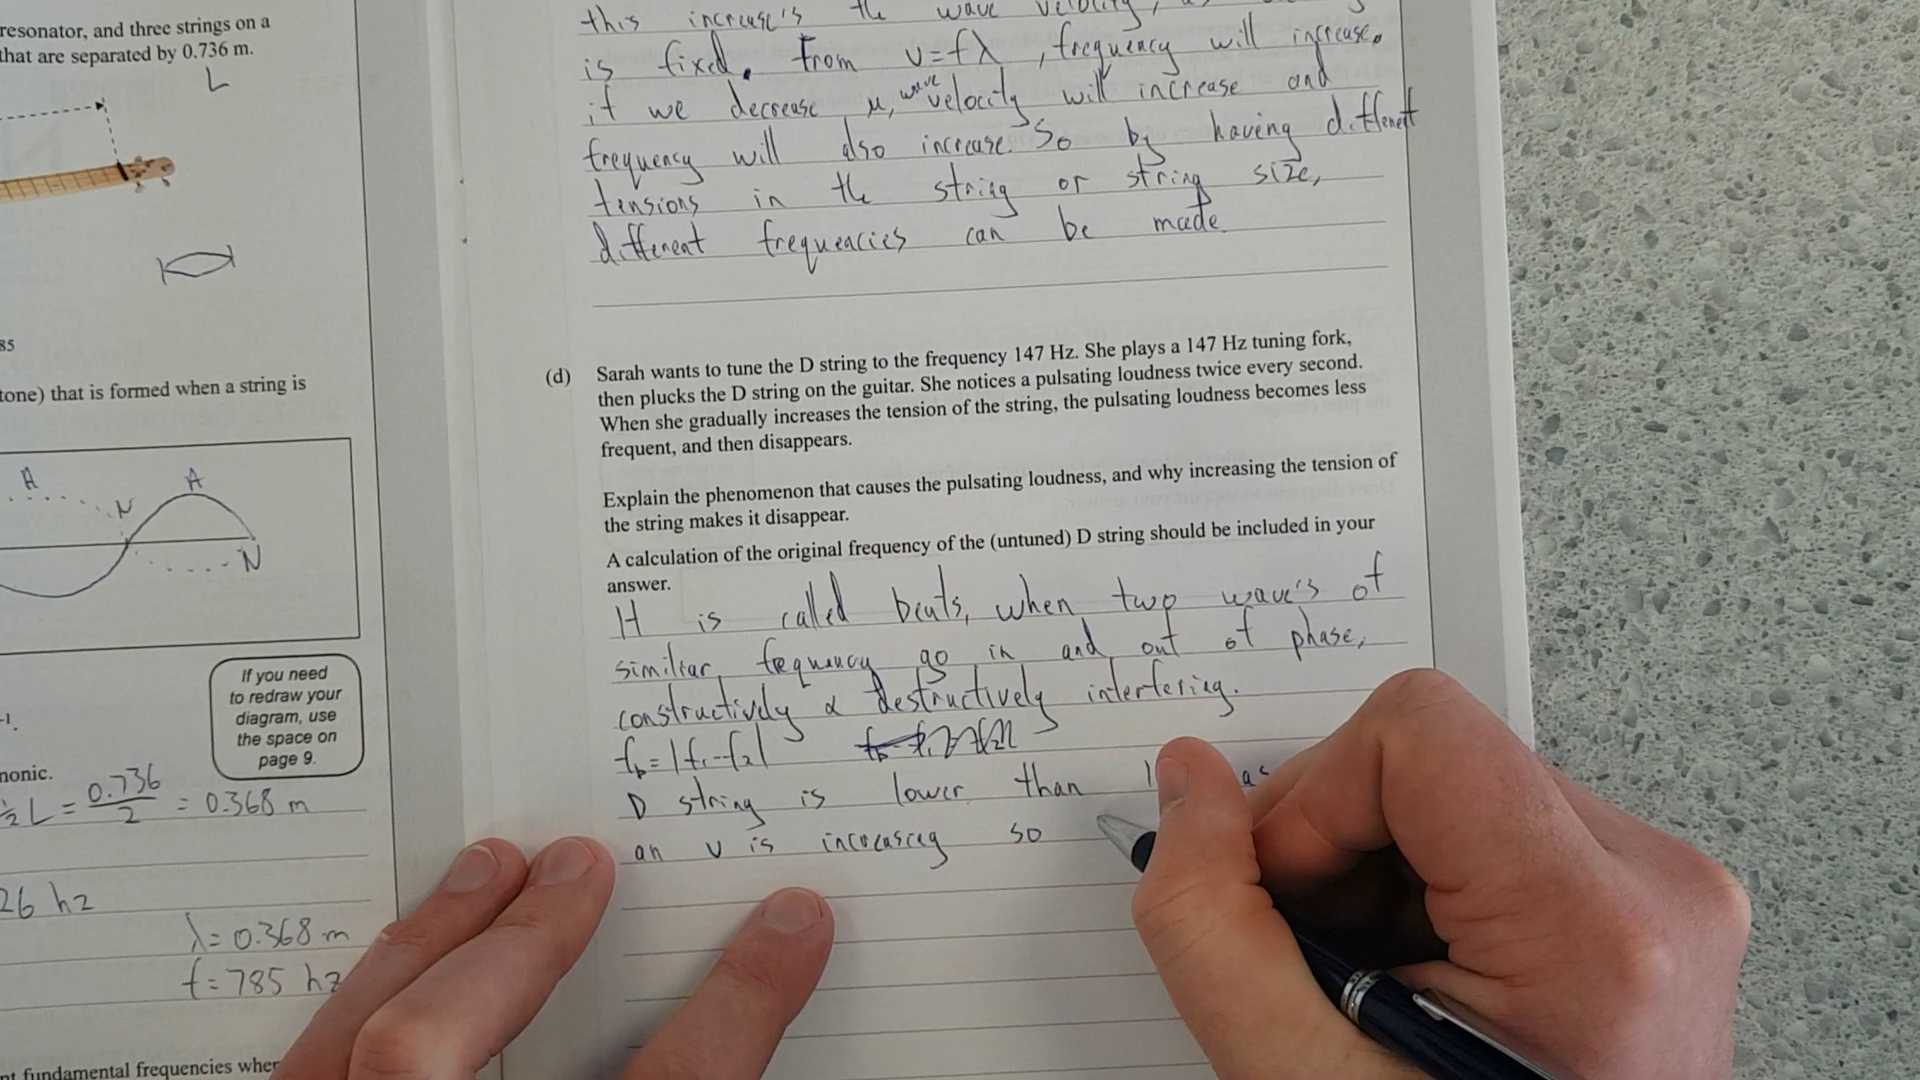 resonator, and three strings on a
that are separated by 0.736 m.
L
85
tone) that is formed when a string is
A
A
N
N
If you need
to redraw your
diagram, use
the space on
page 9.
-1.
nonic.
½ L = 0.736 / 2 = 0.368 m
26 hz
λ = 0.368 m
f = 785 hz
nt fundamental frequencies when
this increase's the wave velocity,
is fixed. From v=fλ, frequency will increase.
if we decrease μ, wave velocity will increase and
frequency will also increase. So by having different
tensions in the string or string size,
different frequencies can be made.
(d) Sarah wants to tune the D string to the frequency 147 Hz. She plays a 147 Hz tuning fork,
then plucks the D string on the guitar. She notices a pulsating loudness twice every second.
When she gradually increases the tension of the string, the pulsating loudness becomes less
frequent, and then disappears.
Explain the phenomenon that causes the pulsating loudness, and why increasing the tension of
the string makes it disappear.
A calculation of the original frequency of the (untuned) D string should be included in your
answer.
It is called beats, when two wave's of
similiar fequency go in and out of phase,
constructively & destructively interfering.
fb = |f1-f2|
D string is lower than as
an v is increasing so